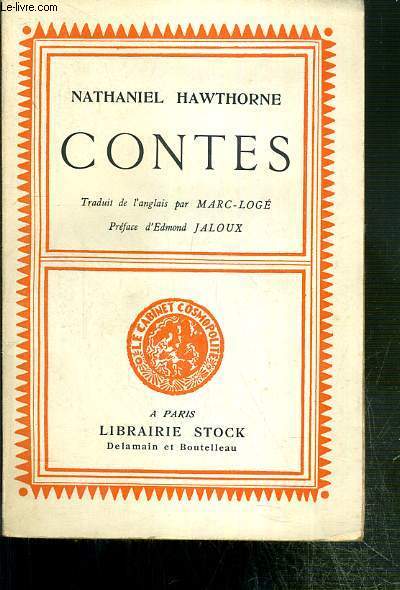 Le-livre.com
NATHANIEL HAWTHORNE
CONTES
Traduit de l'anglais par MARC-LOGÉ
Préface d'Edmond JALOUX
LE CABINET COSMOPOLITE
A PARIS
LIBRAIRIE STOCK
Delamain et Boutelleau